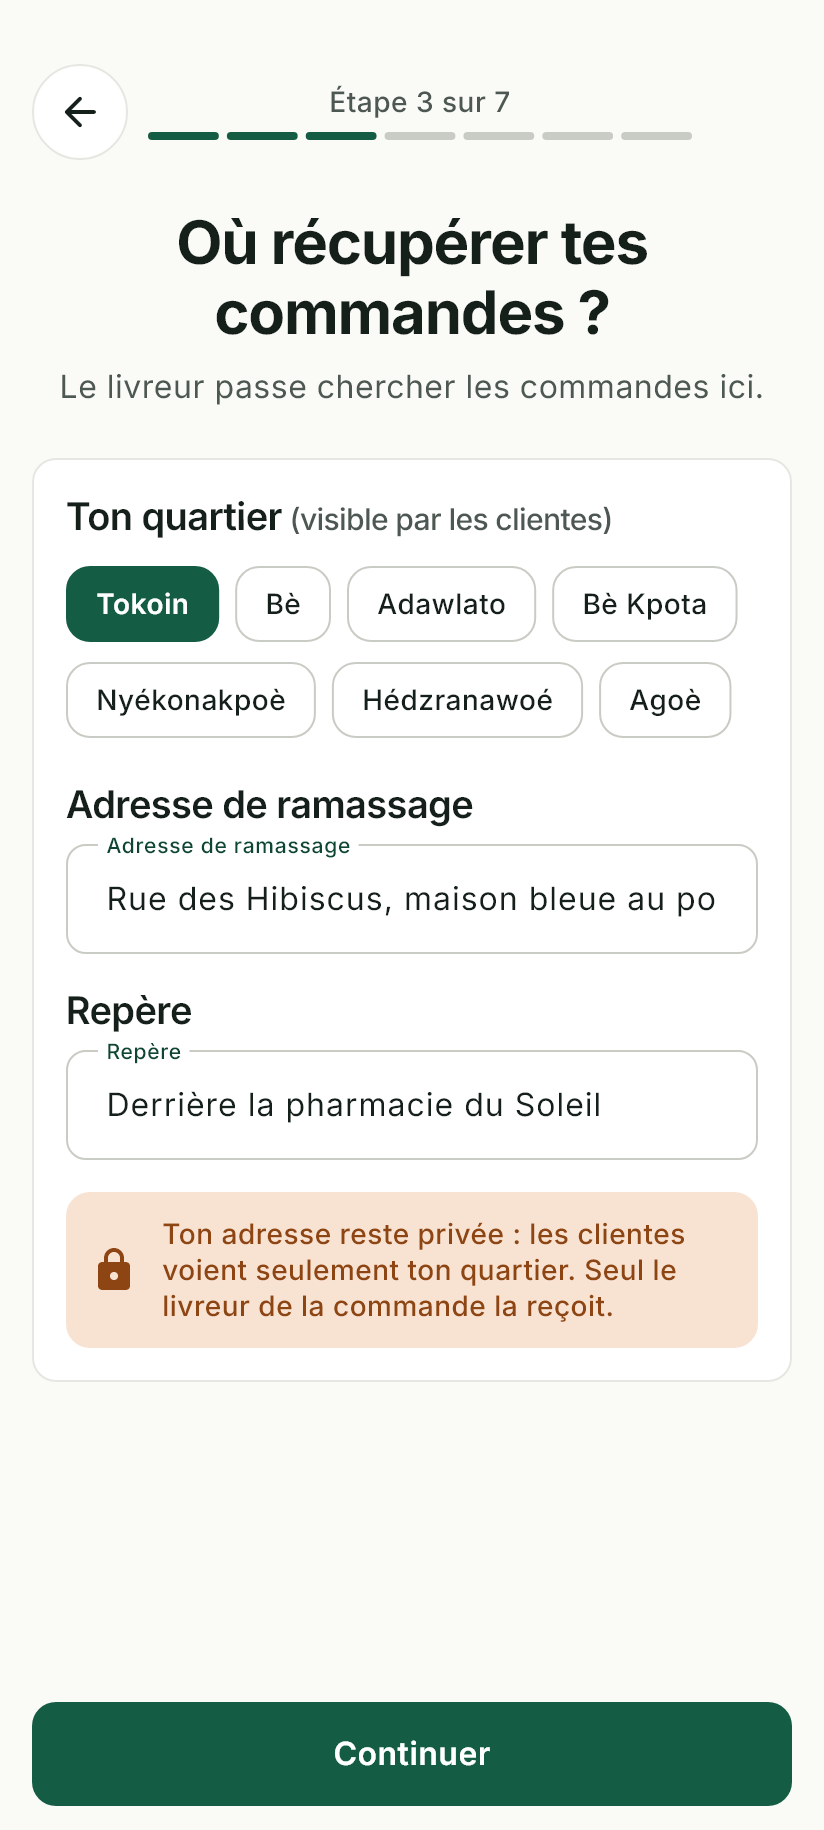 Étape 3 sur 7
Où récupérer tes
commandes ?
Le livreur passe chercher les commandes ici.
Ton quartier (visible par les clientes)
Tokoin Bè Adawlato Bè Kpota
Nyékonakpoè Hédzranawoé Agoè
Adresse de ramassage
Adresse de ramassage
Rue des Hibiscus, maison bleue au po
Repère
Repère
Derrière la pharmacie du Soleil
Ton adresse reste privée : les clientes
voient seulement ton quartier. Seul le
livreur de la commande la reçoit.
Continuer